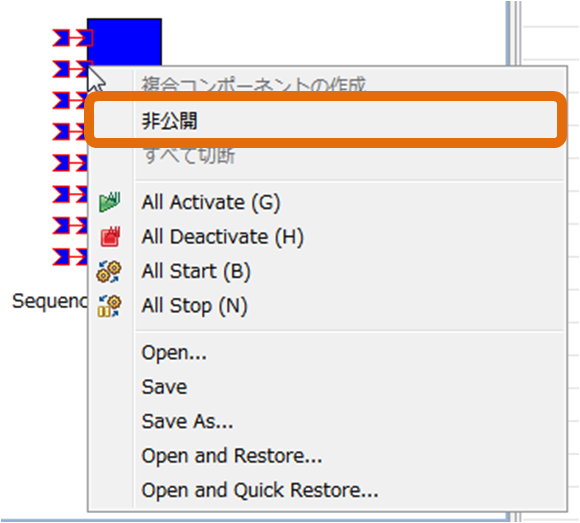 複合コンポーネントの作成
非公開
すべて切断
All Activate (G)
All Deactivate (H)
All Start (B)
Sequenc
All Stop (N)
Open...
Save
Save As...
Open and Restore...
Open and Quick Restore...